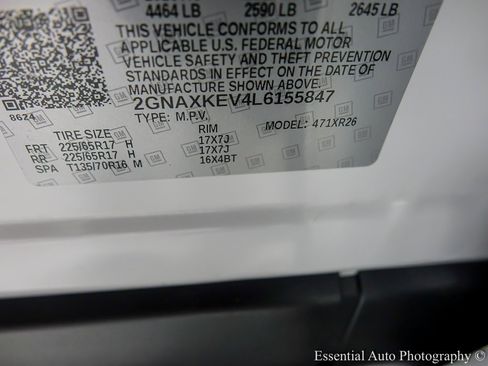 4464 LB 2590 LB 2645 LB
THIS VEHICLE CONFORMS TO ALL
APPLICABLE U.S. FEDERAL MOTOR
VEHICLE SAFETY AND THEFT PREVENTION
STANDARDS IN EFFECT ON THE DATE OF
MANUFACTURE SHOWN ABOVE.
2GNAXKEV4L6155847
8624
TYPE: M.P.V. MODEL: 471XR26
TIRE SIZE RIM
FRT 225/65R17 H 17X7J
RR 225/65R17 H 17X7J
SPA T135/70R16 M 16X4BT
GM
Essential Auto Photography ©